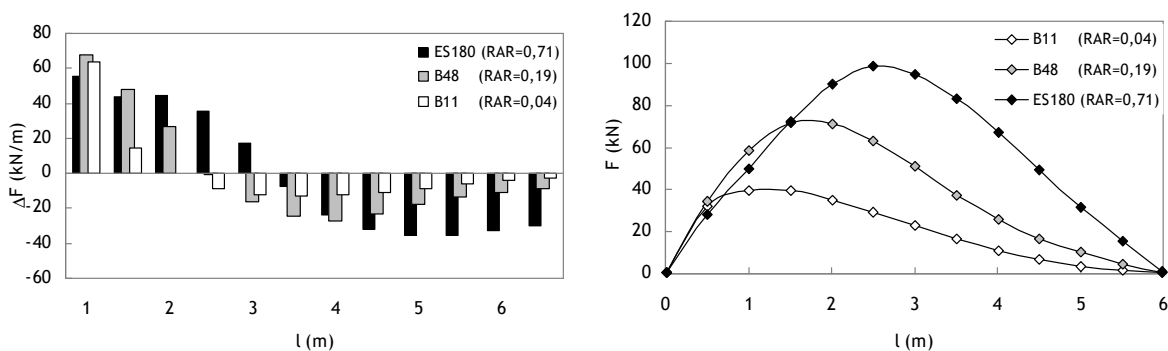 80
60
40
20
0
-20
-40
-60
ΔF (kN/m)
ES180 (RAR=0,71)
B48 (RAR=0,19)
B11 (RAR=0,04)
1 2 3 4 5 6
l (m)
120
100
80
60
40
20
0
F (kN)
B11 (RAR=0,04)
B48 (RAR=0,19)
ES180 (RAR=0,71)
0 1 2 3 4 5 6
l (m)